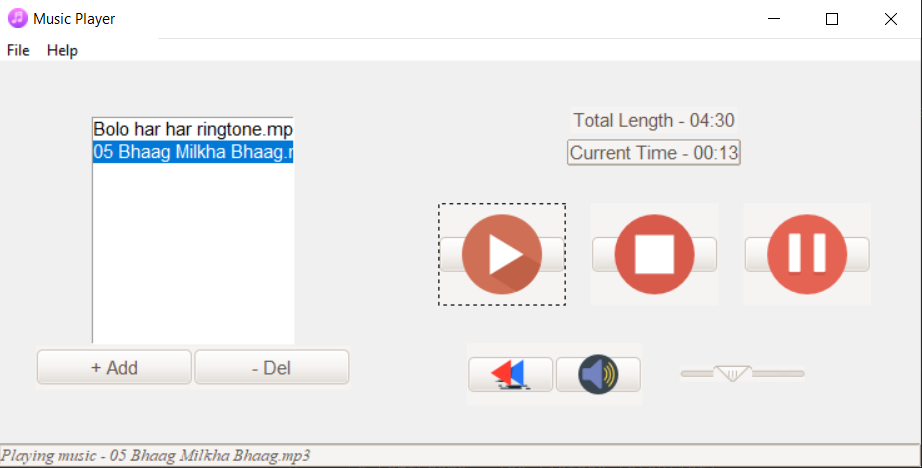 Music Player
File Help
Bolo har har ringtone.mp
05 Bhaag Milkha Bhaag.
Total Length - 04:30
Current Time - 00:13
+ Add
- Del
Playing music - 05 Bhaag Milkha Bhaag.mp3